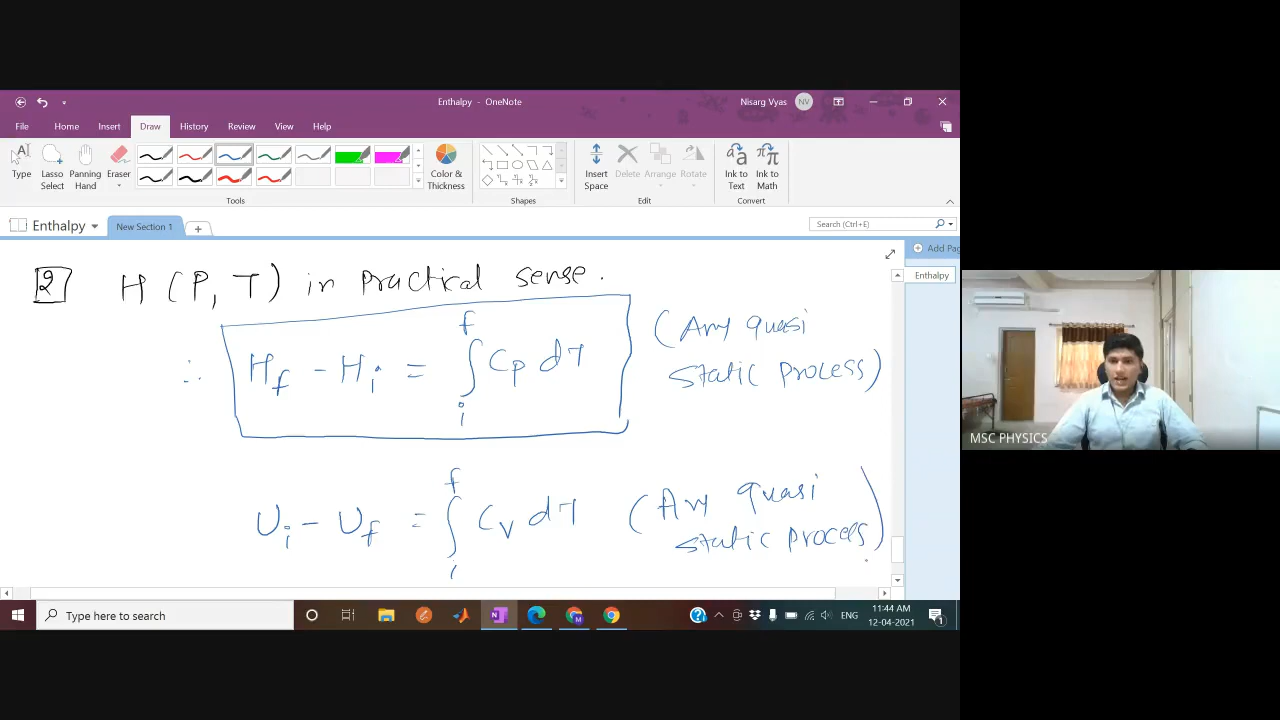 Enthalpy - OneNote
Nisarg Vyas NV
File Home Insert Draw History Review View Help
Type Lasso Select Panning Hand Eraser Color & Thickness Insert Space Delete Arrange Rotate Ink to Text Ink to Math
Tools Shapes Edit Convert
Enthalpy New Section 1 + Search (Ctrl+E)
Add Pag
Enthalpy
2 H (P, T) in practical sense.
∴ H_f - H_i = ∫_i^f C_P dT (Any quasi
static process)
U_i - U_f = ∫_i^f C_V dT (Any quasi
static process)
MSC PHYSICS
Type here to search ENG 11:44 AM
12-04-2021